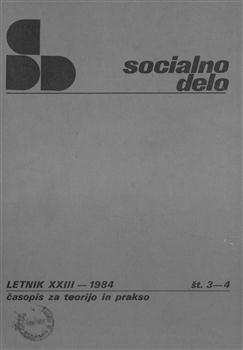 socialno
delo
LETNIK XXIII — 1984 št. 3—4
časopis za teorijo in prakso